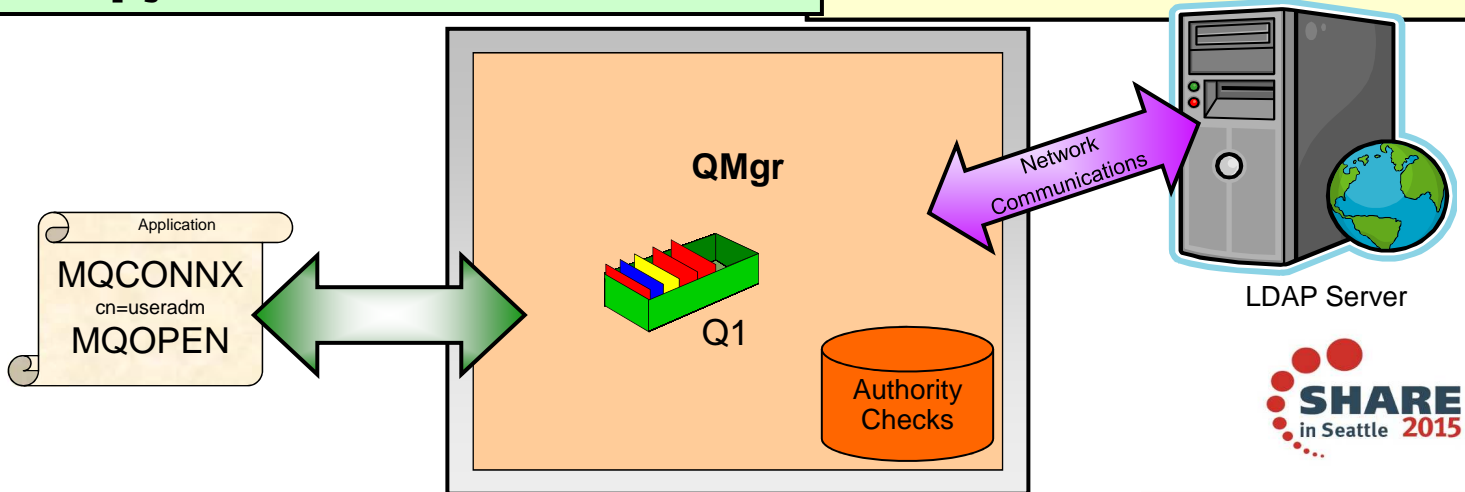 QMgr
Network
Communications
Application
MQCONNX
cn=useradm
MQOPEN
Q1
LDAP Server
Authority
Checks
SHARE
in Seattle 2015